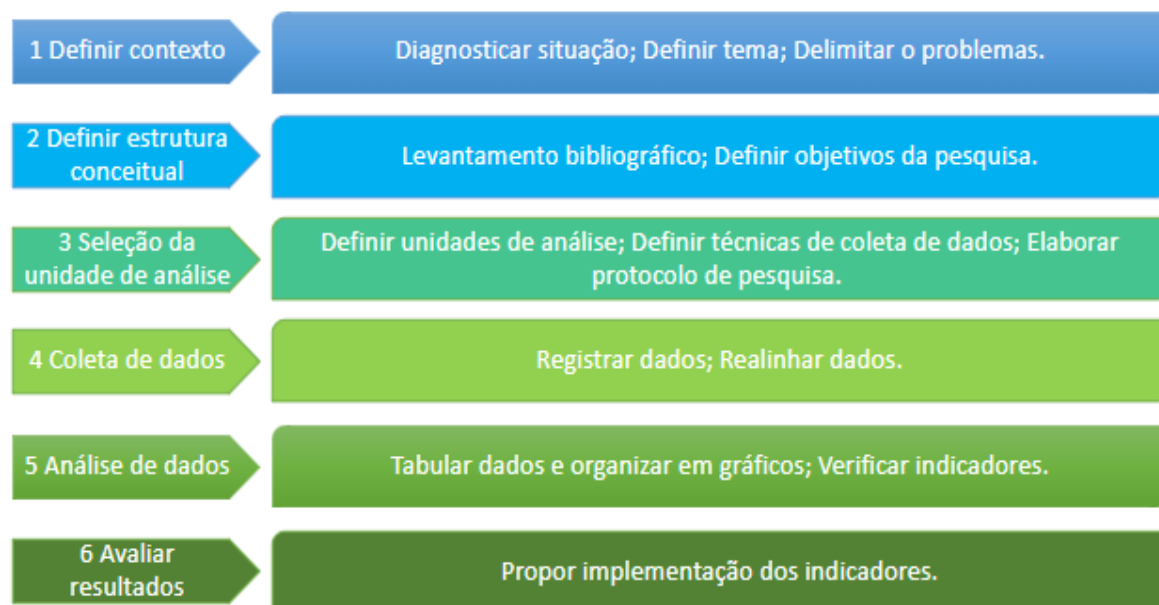 1 Definir contexto
Diagnosticar situação; Definir tema; Delimitar o problemas.
2 Definir estrutura
conceitual
Levantamento bibliográfico; Definir objetivos da pesquisa.
3 Seleção da
unidade de análise
Definir unidades de análise; Definir técnicas de coleta de dados; Elaborar
protocolo de pesquisa.
4 Coleta de dados
Registrar dados; Realinhar dados.
5 Análise de dados
Tabular dados e organizar em gráficos; Verificar indicadores.
6 Avaliar
resultados
Propor implementação dos indicadores.